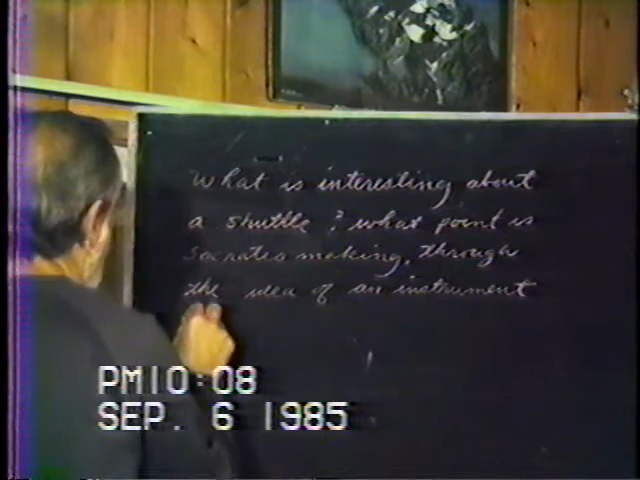 What is interesting about
a shuttle? what point is
Socrates making, through
the idea of an instrument
PM10:08
SEP. 6 1985